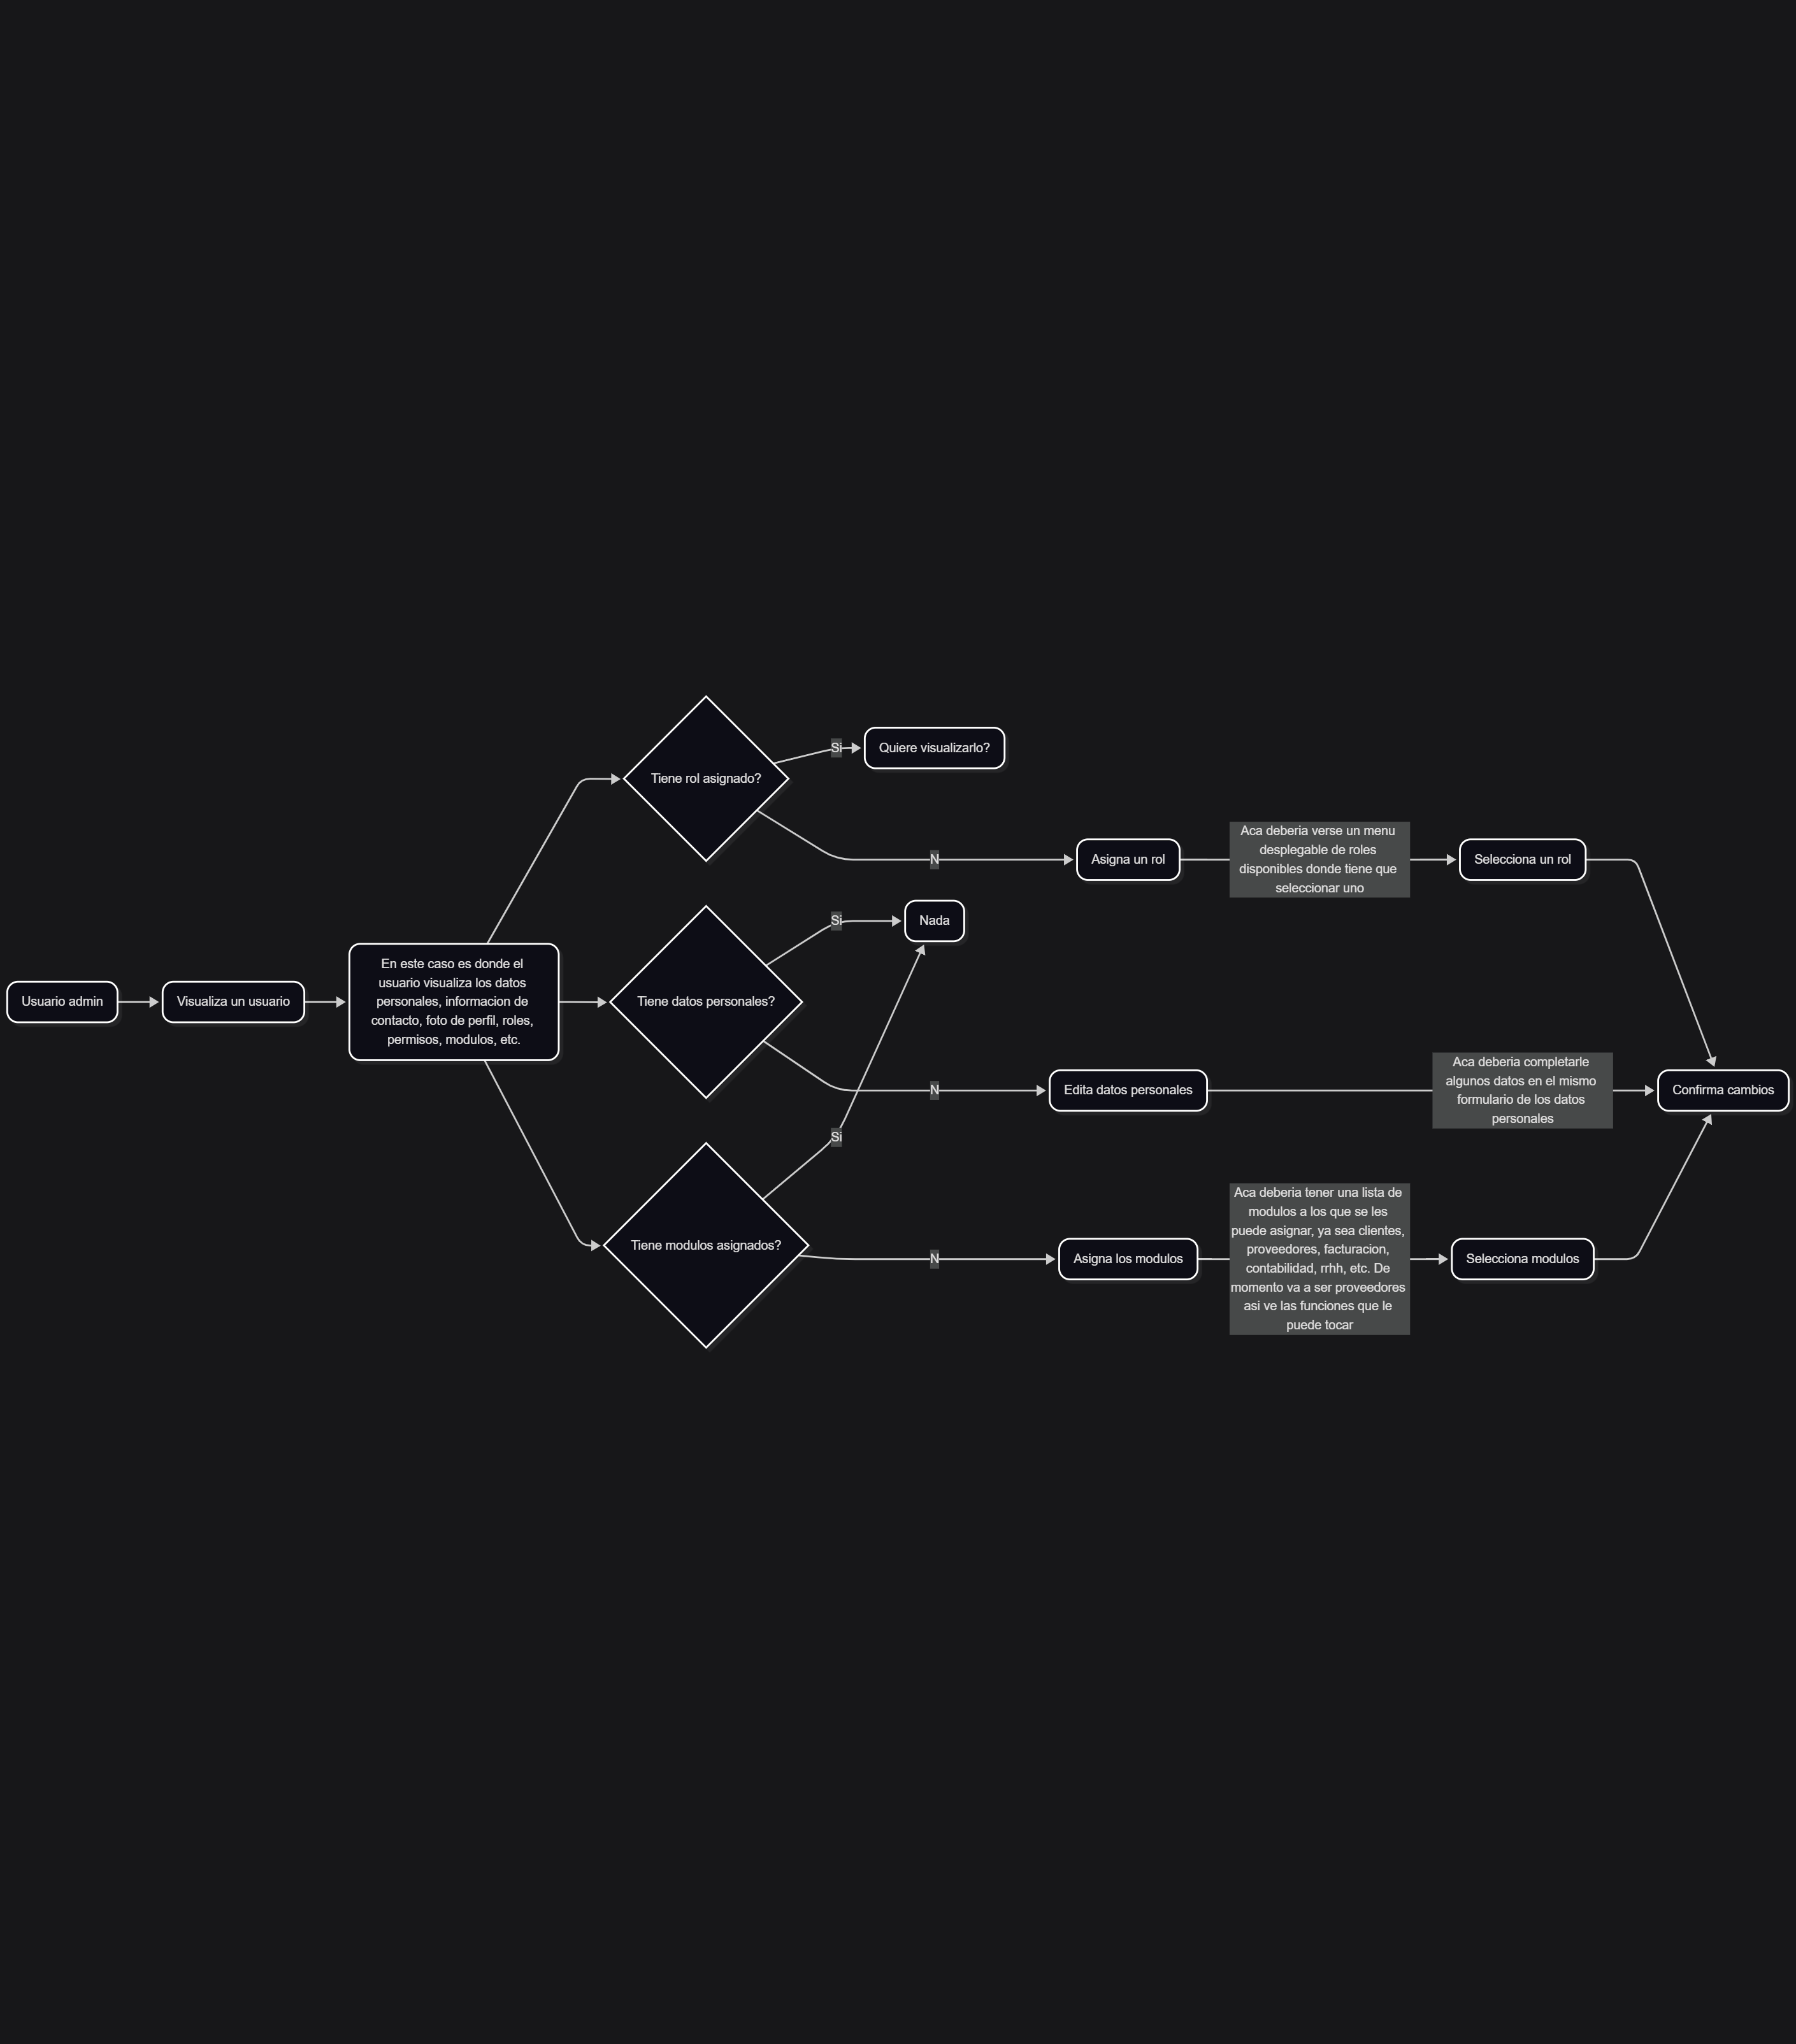 Usuario admin
Visualiza un usuario
En este caso es donde el
usuario visualiza los datos
personales, informacion de
contacto, foto de perfil, roles,
permisos, modulos, etc.
Tiene rol asignado?
Si
Quiere visualizarlo?
N
Asigna un rol
Aca deberia verse un menu
desplegable de roles
disponibles donde tiene que
seleccionar uno
Selecciona un rol
Tiene datos personales?
Si
Nada
N
Edita datos personales
Aca deberia completarle
algunos datos en el mismo
formulario de los datos
personales
Confirma cambios
Tiene modulos asignados?
Si
N
Asigna los modulos
Aca deberia tener una lista de
modulos a los que se les
puede asignar, ya sea clientes,
proveedores, facturacion,
contabilidad, rrhh, etc. De
momento va a ser proveedores
asi ve las funciones que le
puede tocar
Selecciona modulos